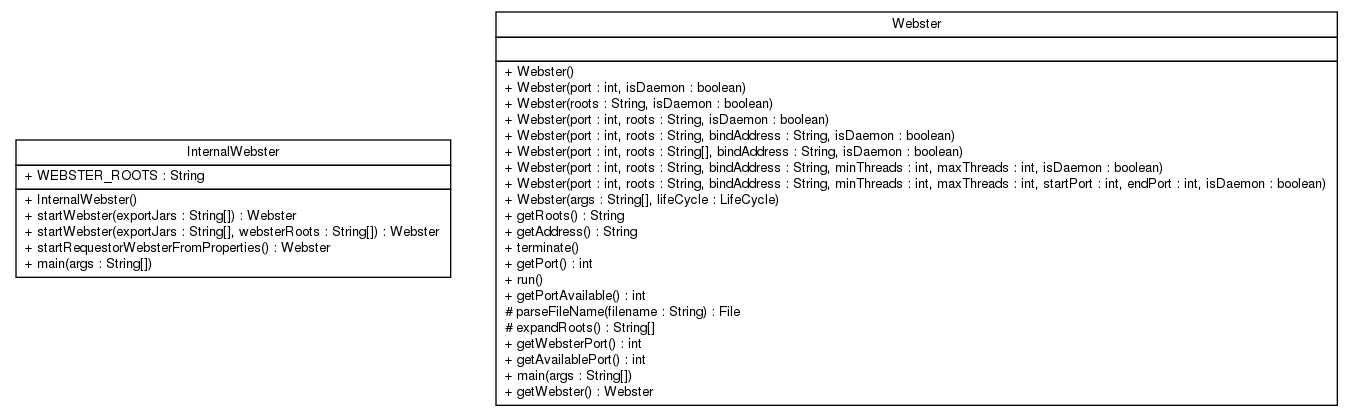 InternalWebster
+ WEBSTER_ROOTS : String
+ InternalWebster()
+ startWebster(exportJars : String[]) : Webster
+ startWebster(exportJars : String[], websterRoots : String[]) : Webster
+ startRequestorWebsterFromProperties() : Webster
+ main(args : String[])
Webster
+ Webster()
+ Webster(port : int, isDaemon : boolean)
+ Webster(roots : String, isDaemon : boolean)
+ Webster(port : int, roots : String, isDaemon : boolean)
+ Webster(port : int, roots : String, bindAddress : String, isDaemon : boolean)
+ Webster(port : int, roots : String[], bindAddress : String, isDaemon : boolean)
+ Webster(port : int, roots : String, bindAddress : String, minThreads : int, maxThreads : int, isDaemon : boolean)
+ Webster(port : int, roots : String, bindAddress : String, minThreads : int, maxThreads : int, startPort : int, endPort : int, isDaemon : boolean)
+ Webster(args : String[], lifeCycle : LifeCycle)
+ getRoots() : String
+ getAddress() : String
+ terminate()
+ getPort() : int
+ run()
+ getPortAvailable() : int
# parseFileName(filename : String) : File
# expandRoots() : String[]
+ getWebsterPort() : int
+ getAvailablePort() : int
+ main(args : String[])
+ getWebster() : Webster